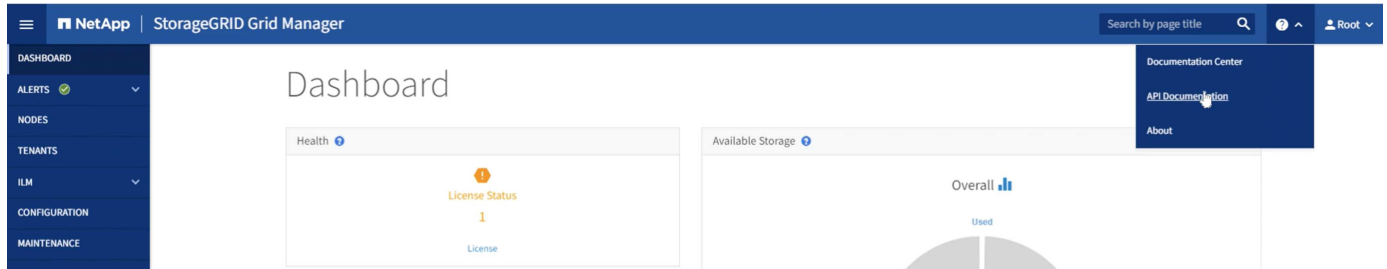 NetApp | StorageGRID Grid Manager
Search by page title
Root
DASHBOARD
ALERTS
NODES
TENANTS
ILM
CONFIGURATION
MAINTENANCE
Dashboard
Documentation Center
API Documentation
About
Health
License Status
1
License
Available Storage
Overall
Used